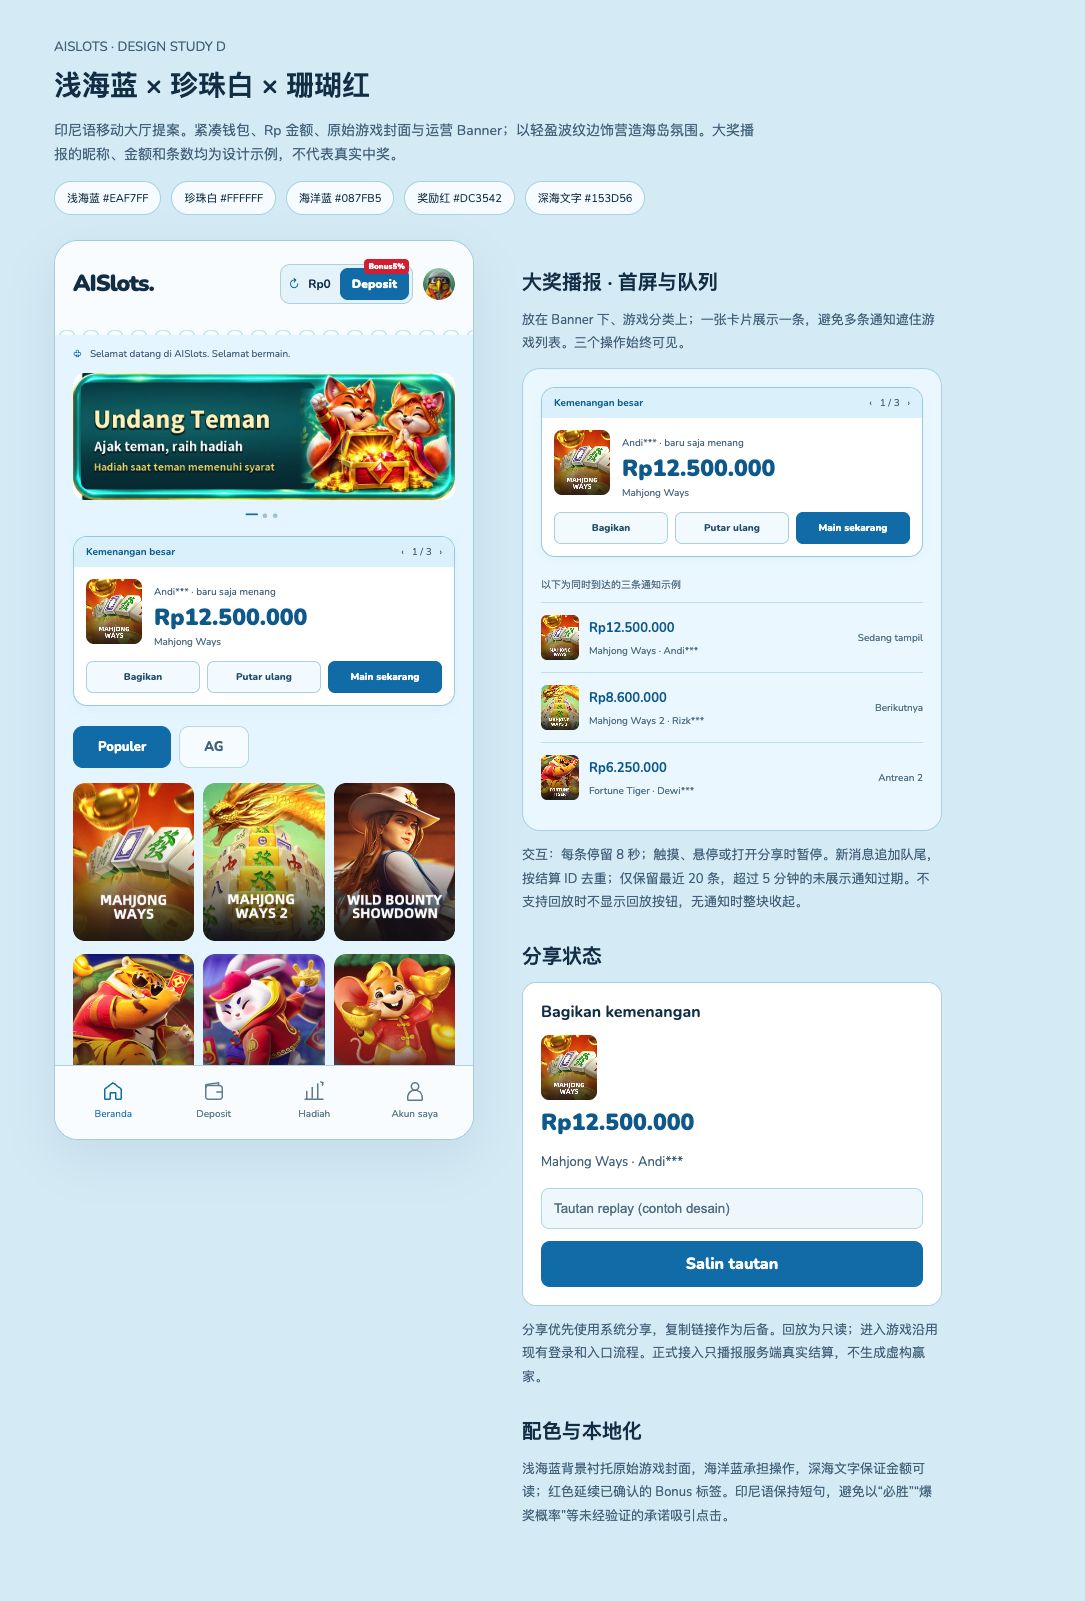 AISLOTS · DESIGN STUDY D
浅海蓝 × 珍珠白 × 珊瑚红
印尼语移动大厅提案。紧凑钱包、Rp 金额、原始游戏封面与运营 Banner；以轻盈波纹边饰营造海岛氛围。大奖播
报的昵称、金额和条数均为设计示例，不代表真实中奖。
浅海蓝 #EAF7FF
珍珠白 #FFFFFF
海洋蓝 #087FB5
奖励红 #DC3542
深海文字 #153D56
AISlots.
Rp0
Deposit
Bonus5%
Selamat datang di AISlots. Selamat bermain.
Undang Teman
Ajak teman, raih hadiah
Hadiah saat teman memenuhi syarat
Kemenangan besar
‹ 1 / 3 ›
MAHJONG
WAYS
Andi*** · baru saja menang
Rp12.500.000
Mahjong Ways
Bagikan
Putar ulang
Main sekarang
Populer
AG
MAHJONG
WAYS
MAHJONG
WAYS 2
WILD BOUNTY
SHOWDOWN
Beranda
Deposit
Hadiah
Akun saya
大奖播报 · 首屏与队列
放在 Banner 下、游戏分类上；一张卡片展示一条，避免多条通知遮住游
戏列表。三个操作始终可见。
Kemenangan besar
‹ 1 / 3 ›
MAHJONG
WAYS
Andi*** · baru saja menang
Rp12.500.000
Mahjong Ways
Bagikan
Putar ulang
Main sekarang
以下为同时到达的三条通知示例
MAHJONG
WAYS
Rp12.500.000
Mahjong Ways · Andi***
Sedang tampil
MAHJONG
WAYS 2
Rp8.600.000
Mahjong Ways 2 · Rizk***
Berikutnya
FORTUNE
TIGER
Rp6.250.000
Fortune Tiger · Dewi***
Antrean 2
交互：每条停留 8 秒；触摸、悬停或打开分享时暂停。新消息追加队尾，
按结算 ID 去重；仅保留最近 20 条，超过 5 分钟的未展示通知过期。不
支持回放时不显示回放按钮，无通知时整块收起。
分享状态
Bagikan kemenangan
MAHJONG
WAYS
Rp12.500.000
Mahjong Ways · Andi***
Tautan replay (contoh desain)
Salin tautan
分享优先使用系统分享，复制链接作为后备。回放为只读；进入游戏沿用
现有登录和入口流程。正式接入只播报服务端真实结算，不生成虚构赢
家。
配色与本地化
浅海蓝背景衬托原始游戏封面，海洋蓝承担操作，深海文字保证金额可
读；红色延续已确认的 Bonus 标签。印尼语保持短句，避免以“必胜”“爆
奖概率”等未经验证的承诺吸引点击。